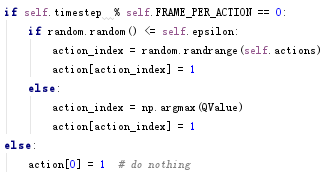 if self.timestep % self.FRAME_PER_ACTION == 0:
    if random.random() <= self.epsilon:
        action_index = random.randrange(self.actions)
        action[action_index] = 1
    else:
        action_index = np.argmax(QValue)
        action[action_index] = 1
else:
    action[0] = 1  # do nothing